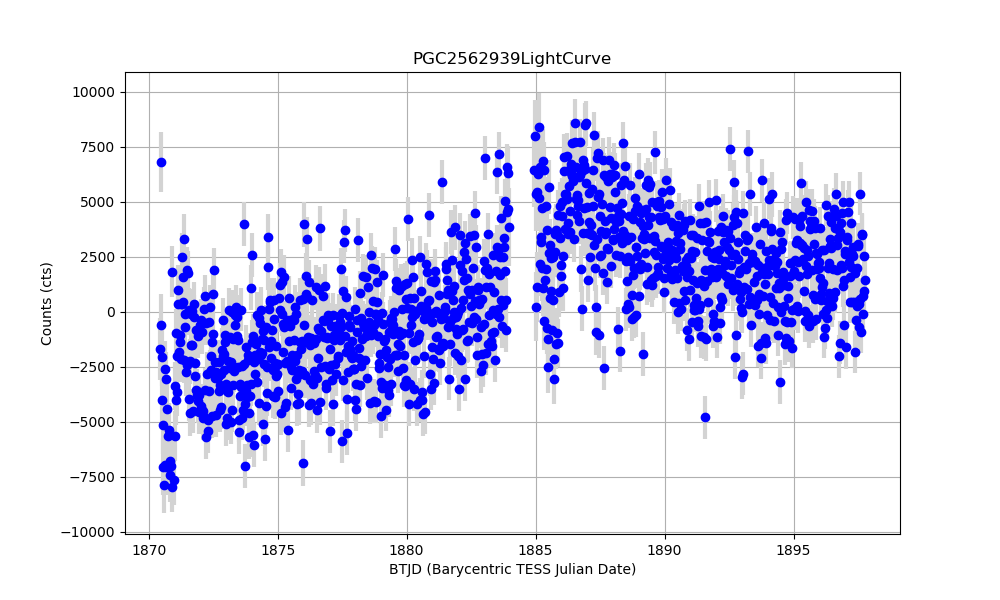 PGC2562939LightCurve
10000
7500
5000
2500
0
−2500
−5000
−7500
−10000
Counts (cts)
1870 1875 1880 1885 1890 1895
BTJD (Barycentric TESS Julian Date)